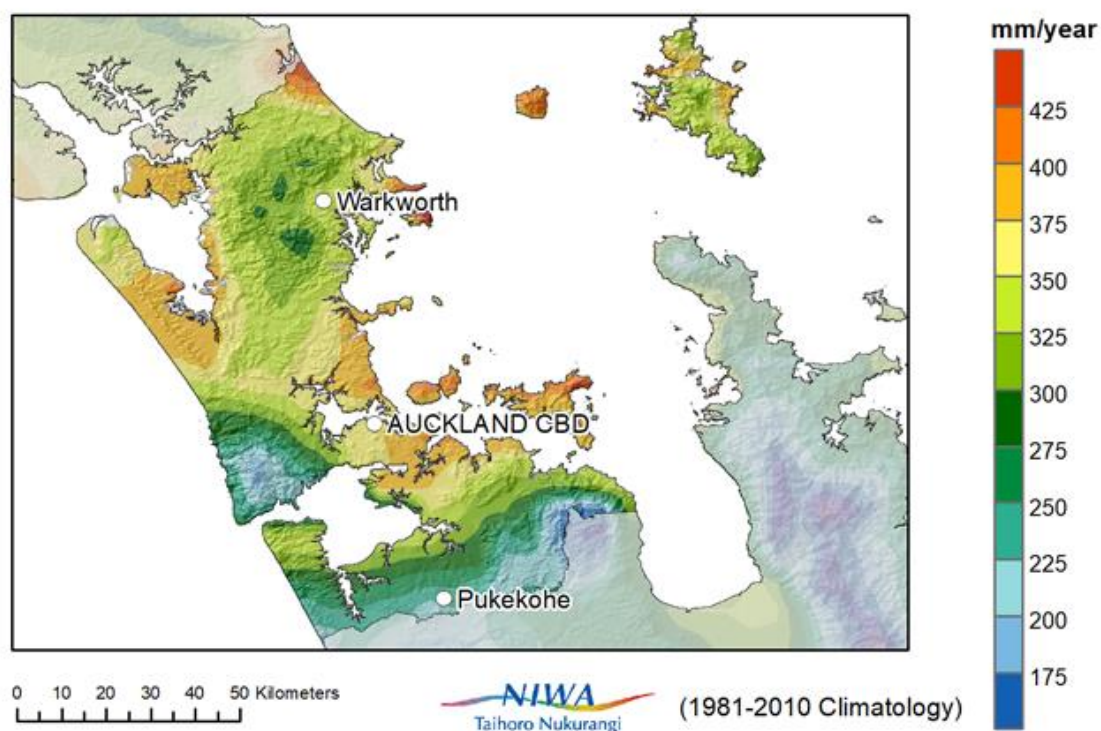 mm/year
425
400
375
350
325
300
275
250
225
200
175
Warkworth
AUCKLAND CBD
Pukekohe
0 10 20 30 40 50 Kilometers
NIWA
Taihoro Nukurangi
(1981-2010 Climatology)